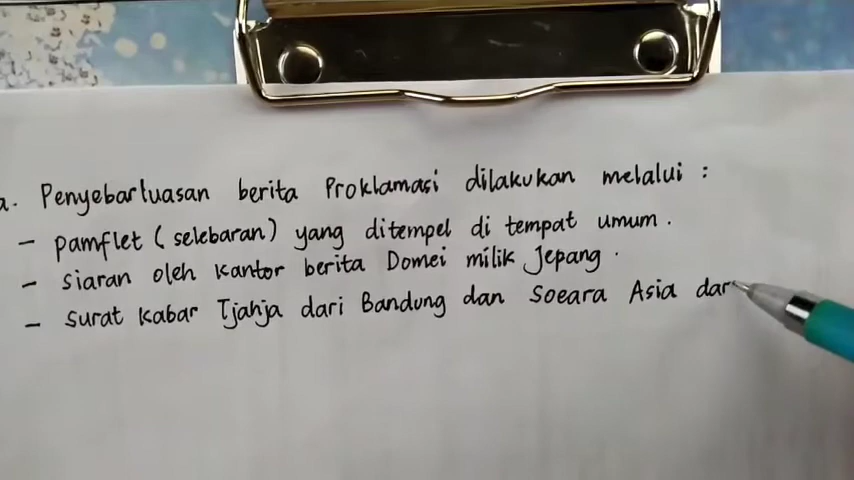 a. Penyebarluasan berita Proklamasi dilakukan melalui :
- pamflet (selebaran) yang ditempel di tempat umum.
- siaran oleh kantor berita Domei milik Jepang.
- surat kabar Tjahja dari Bandung dan Soeara Asia dar